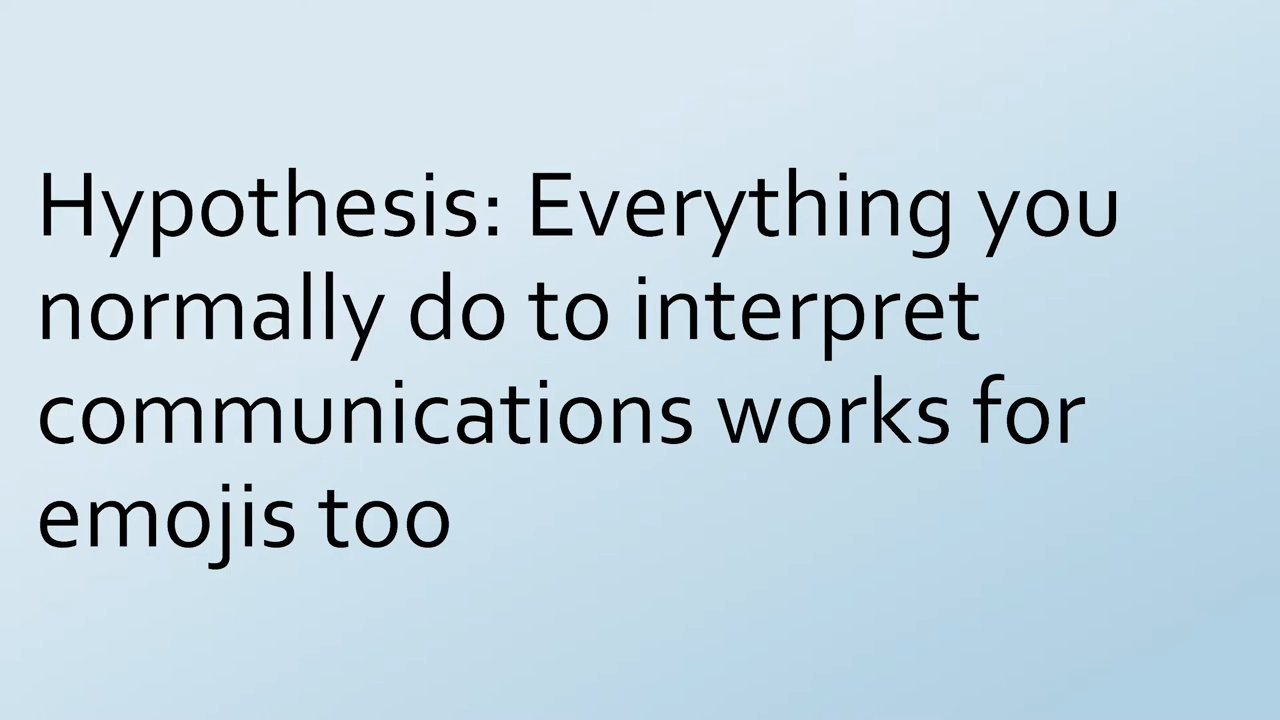 Hypothesis: Everything you
normally do to interpret
communications works for
emojis too